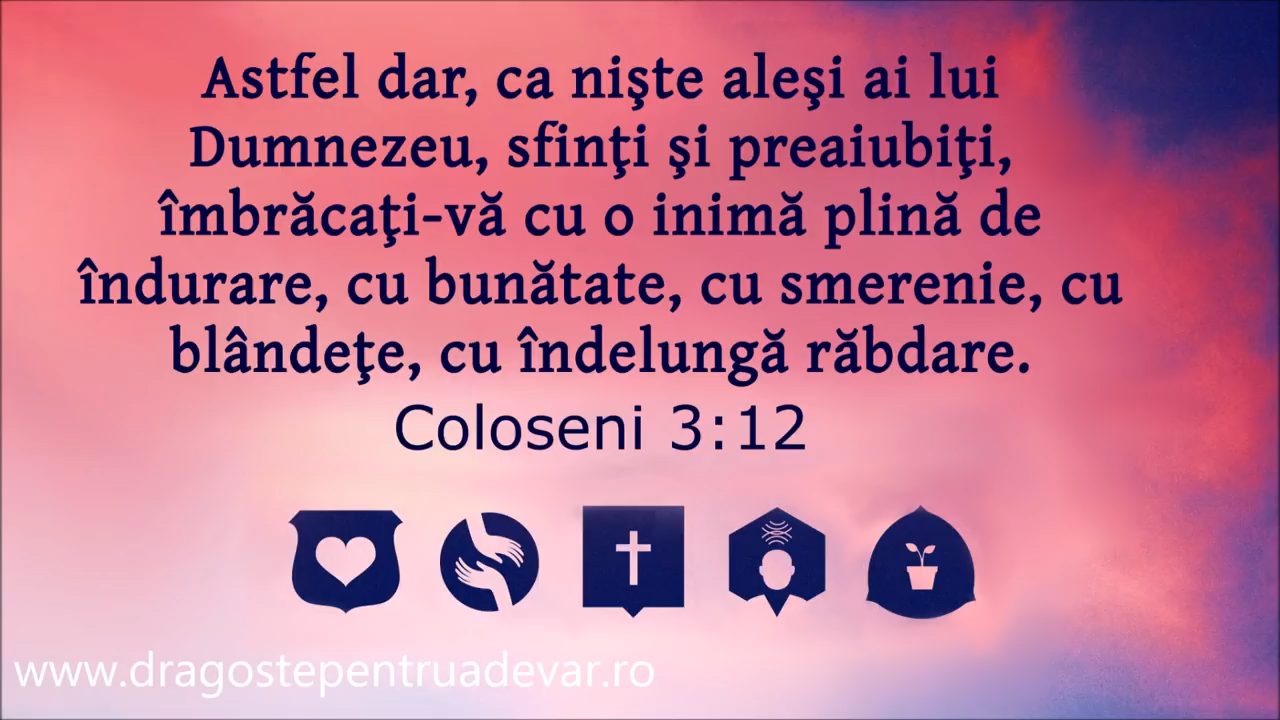 Astfel dar, ca nişte aleşi ai lui
Dumnezeu, sfinţi şi preaiubiţi,
îmbrăcaţi-vă cu o inimă plină de
îndurare, cu bunătate, cu smerenie, cu
blândeţe, cu îndelungă răbdare.
Coloseni 3:12
www.dragostepentruadevar.ro